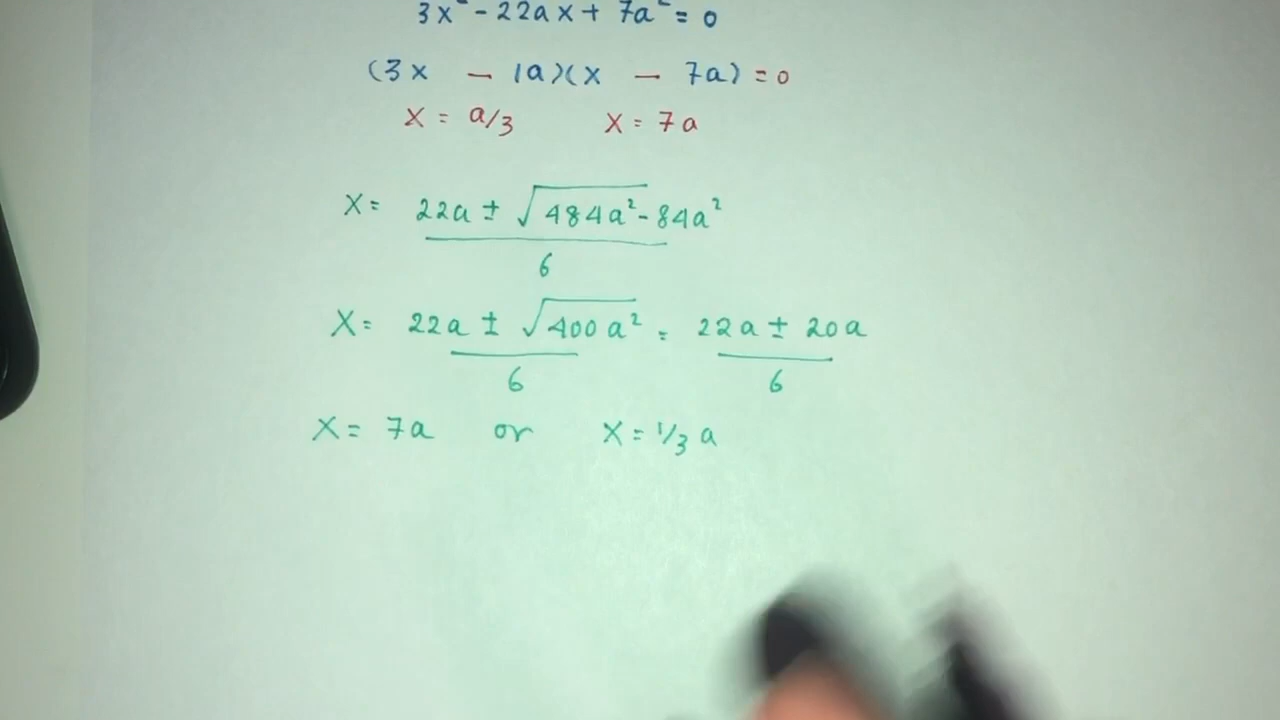 3x² - 22ax + 7a² = 0
(3x - 1a)(x - 7a) = 0
x = a/3 x = 7a
x = 22a ± √484a² - 84a²
6
x = 22a ± √400a² = 22a ± 20a
6 6
x = 7a or x = 1/3 a